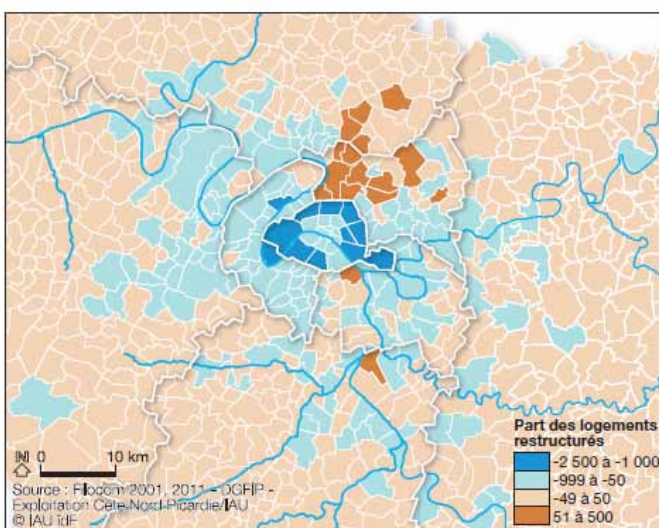 N 0 10 km
Source : Filocom 2001, 2011 - DGFIP -
Exploitation Cete-Nord-Picardie/IAU
© IAU îdF
Part des logements
restructurés
-2 500 à -1 000
-999 à -50
-49 à 50
51 à 500